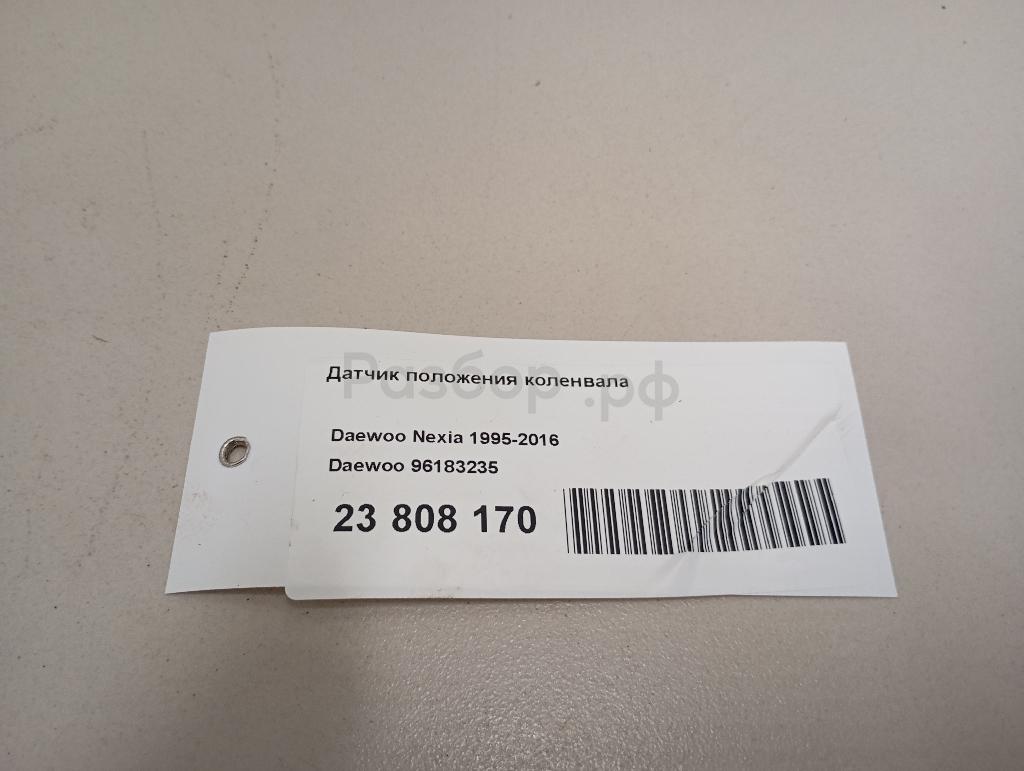 Датчик положения коленвала
Разбор.рф
Daewoo Nexia 1995-2016
Daewoo 96183235
23 808 170